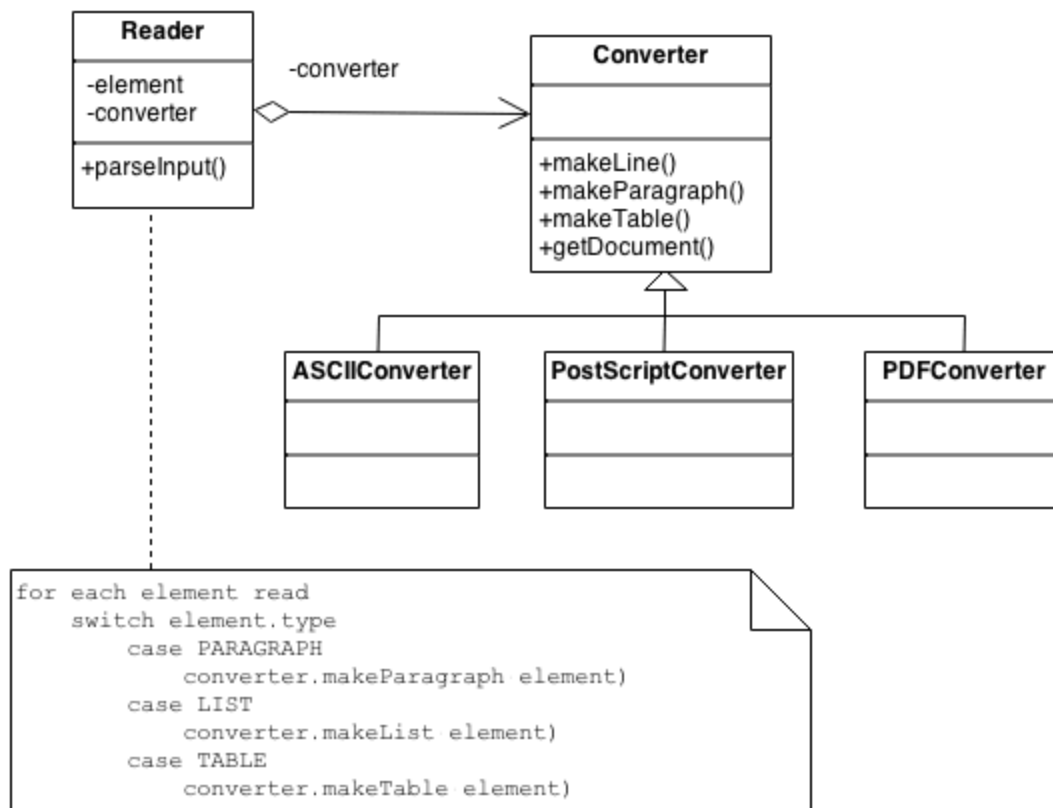 Reader
-element
-converter
+parseInput()
-converter
Converter
+makeLine()
+makeParagraph()
+makeTable()
+getDocument()
ASCIIConverter
PostScriptConverter
PDFConverter
for each element read
switch element.type
case PARAGRAPH
converter.makeParagraph element)
case LIST
converter.makeList element)
case TABLE
converter.makeTable element)